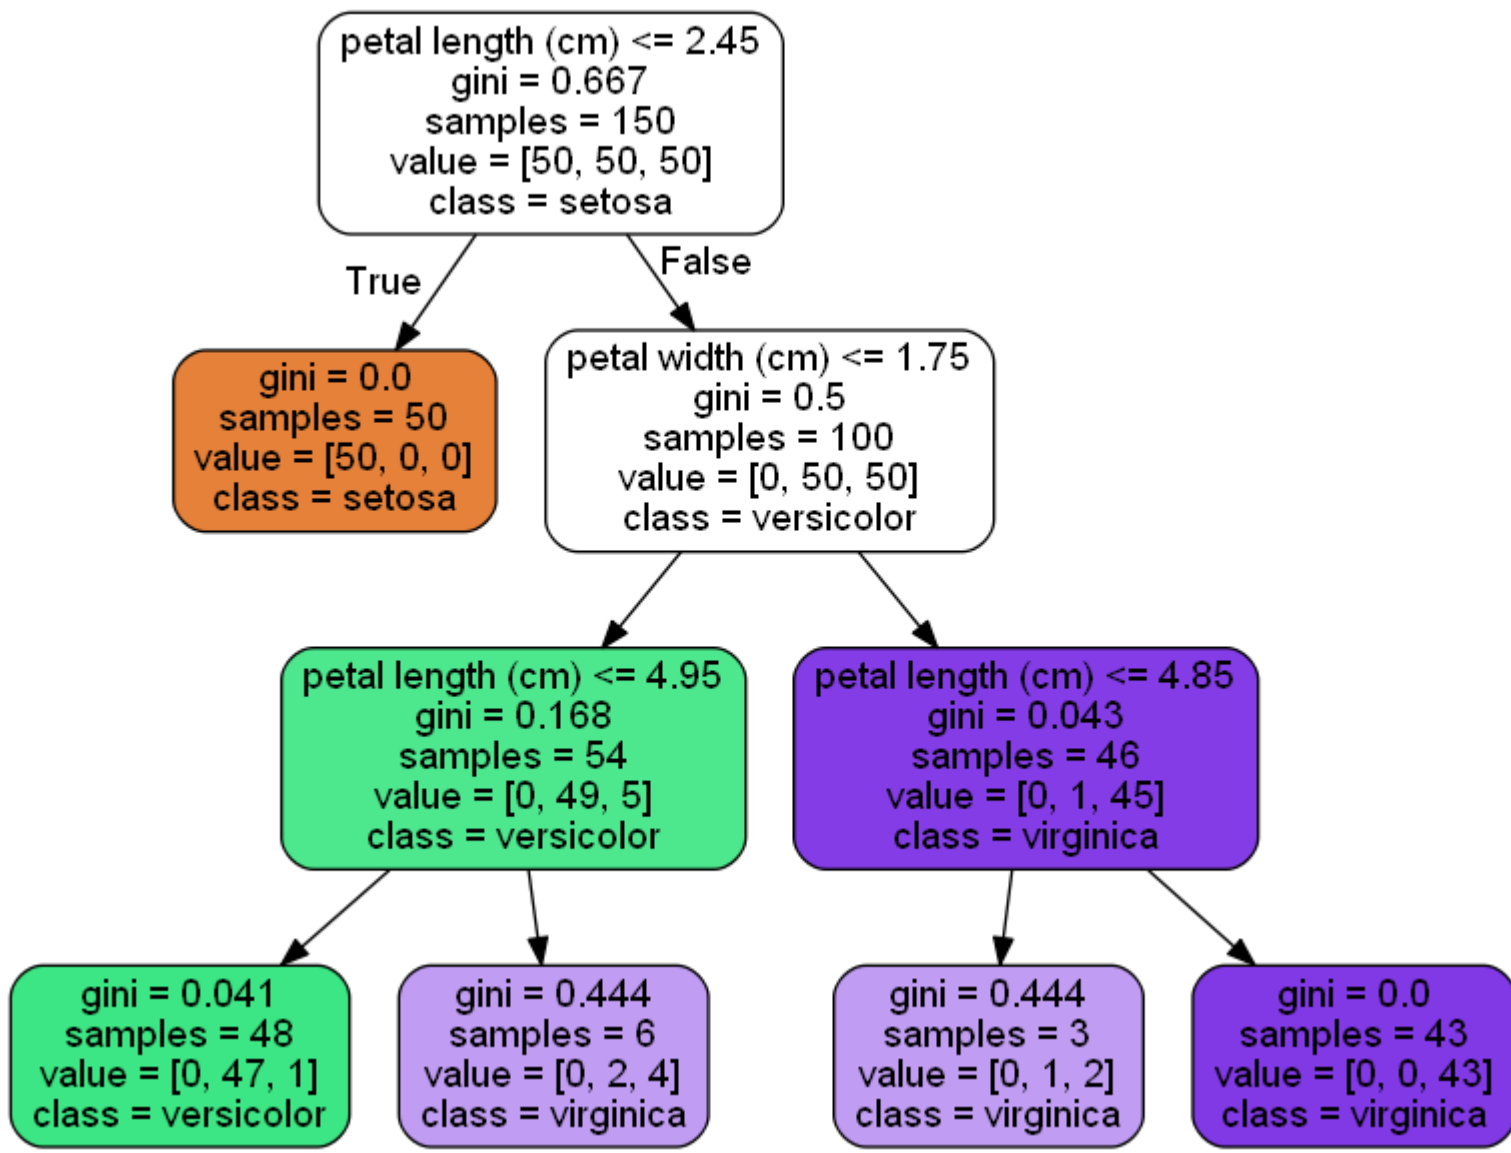 petal length (cm) <= 2.45
gini = 0.667
samples = 150
value = [50, 50, 50]
class = setosa
True
False
gini = 0.0
samples = 50
value = [50, 0, 0]
class = setosa
petal width (cm) <= 1.75
gini = 0.5
samples = 100
value = [0, 50, 50]
class = versicolor
petal length (cm) <= 4.95
gini = 0.168
samples = 54
value = [0, 49, 5]
class = versicolor
petal length (cm) <= 4.85
gini = 0.043
samples = 46
value = [0, 1, 45]
class = virginica
gini = 0.041
samples = 48
value = [0, 47, 1]
class = versicolor
gini = 0.444
samples = 6
value = [0, 2, 4]
class = virginica
gini = 0.444
samples = 3
value = [0, 1, 2]
class = virginica
gini = 0.0
samples = 43
value = [0, 0, 43]
class = virginica